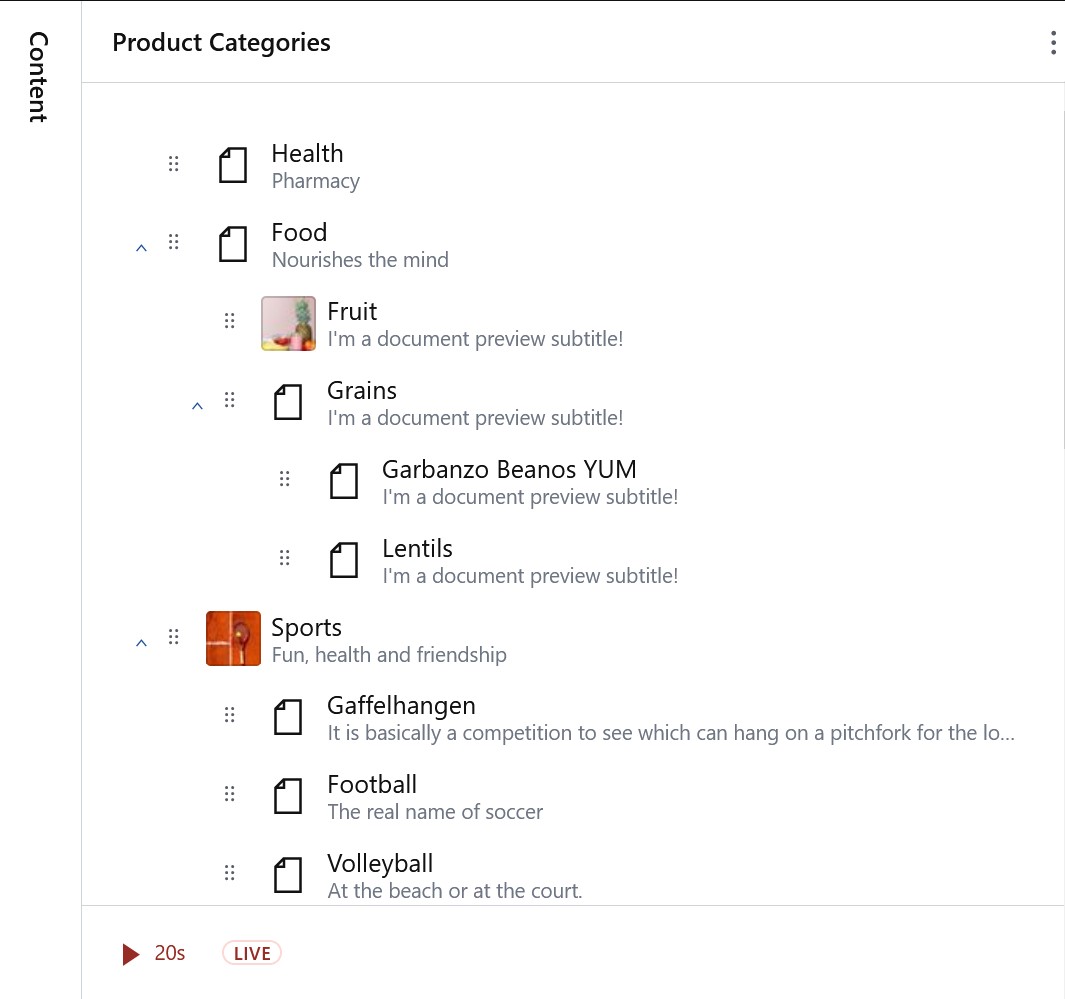 Content
Product Categories
Health
Pharmacy
Food
Nourishes the mind
Fruit
I'm a document preview subtitle!
Grains
I'm a document preview subtitle!
Garbanzo Beanos YUM
I'm a document preview subtitle!
Lentils
I'm a document preview subtitle!
Sports
Fun, health and friendship
Gaffelhangen
It is basically a competition to see which can hang on a pitchfork for the lo...
Football
The real name of soccer
Volleyball
At the beach or at the court.
20s LIVE